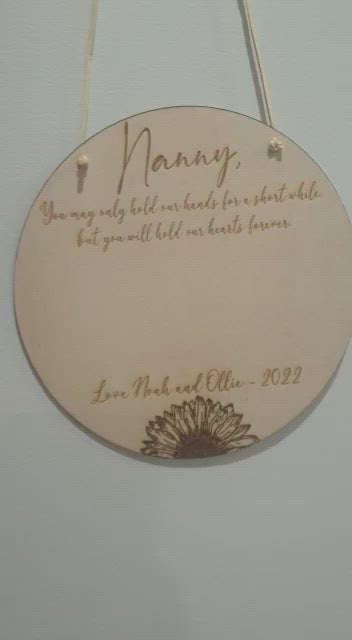 Nanny,
You may only hold our hands for a short while,
but you will hold our hearts forever.
Love Noah and Ollie - 2022